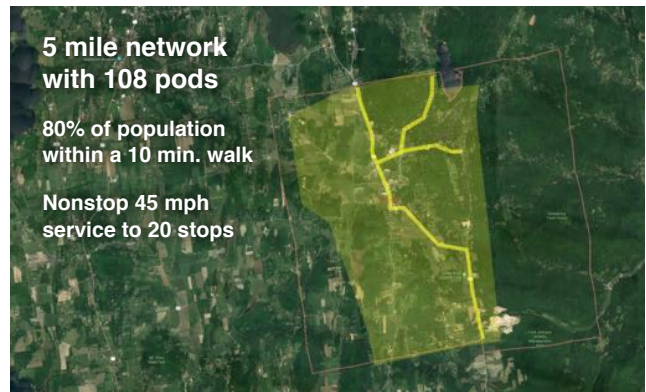 5 mile network
with 108 pods
80% of population
within a 10 min. walk
Nonstop 45 mph
service to 20 stops